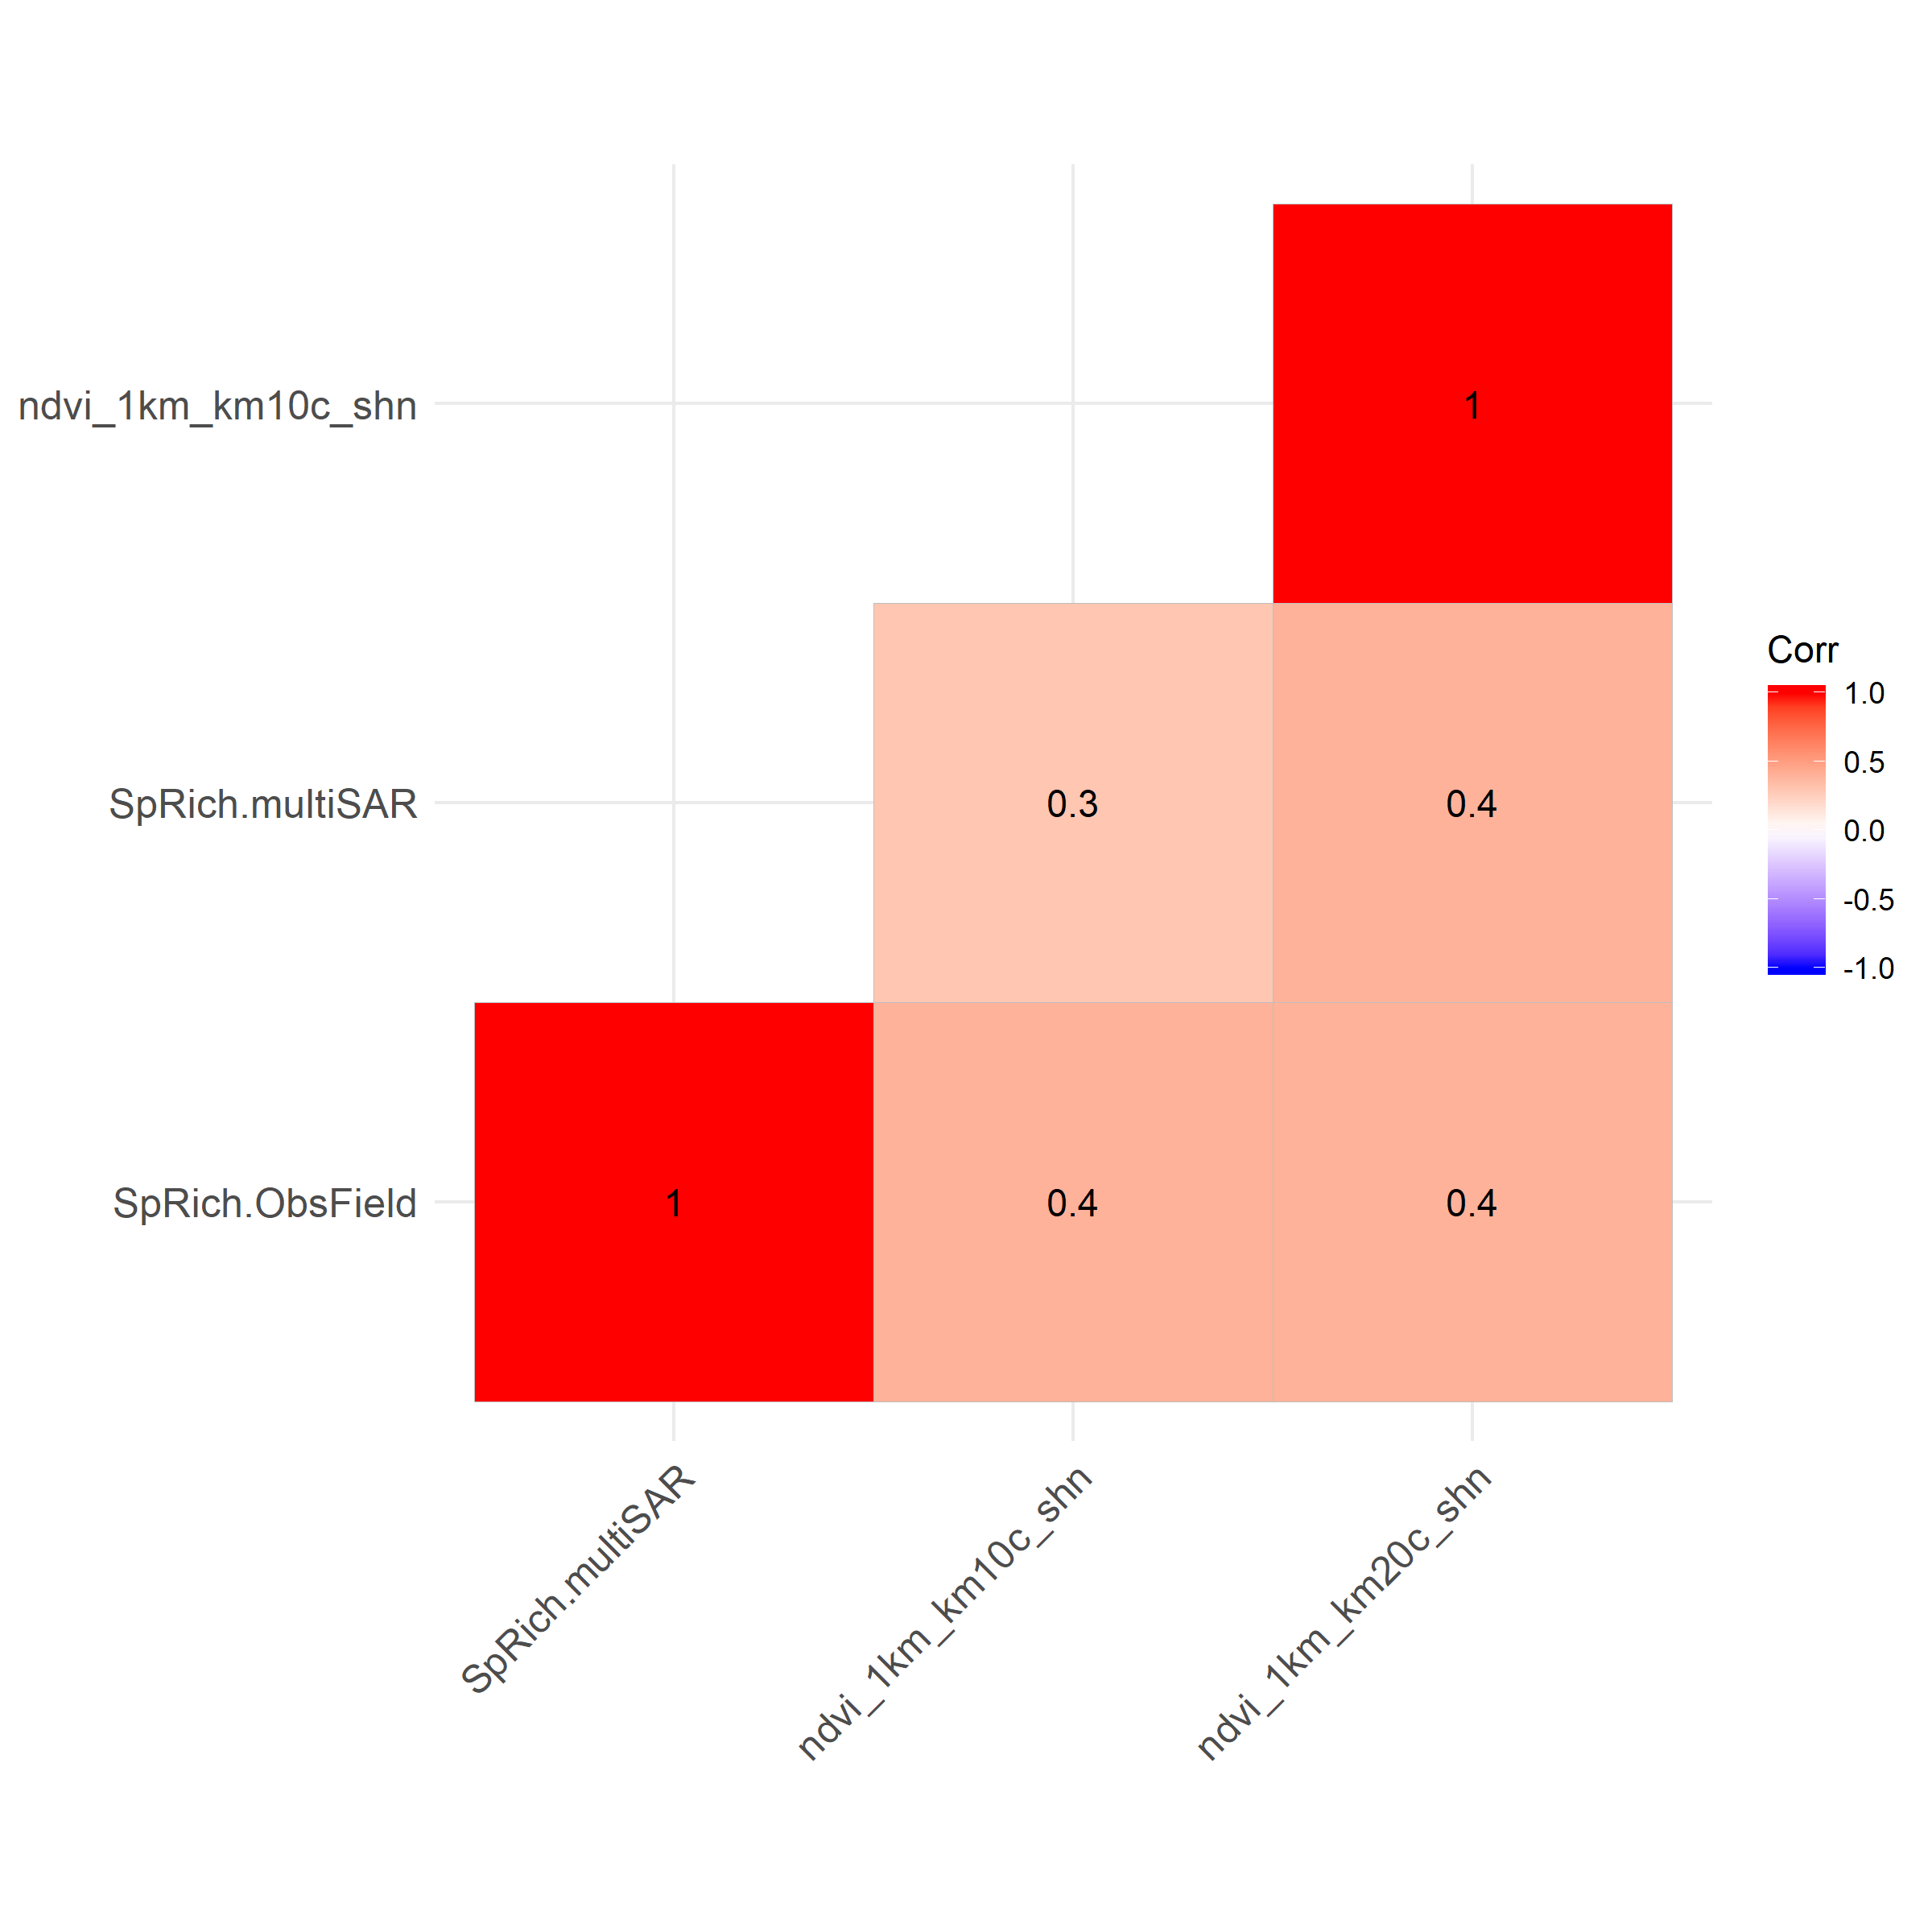 ndvi_1km_km10c_shn
1
SpRich.multiSAR
0.3
0.4
SpRich.ObsField
1
0.4
0.4
SpRich.multiSAR
ndvi_1km_km10c_shn
ndvi_1km_km20c_shn
Corr
1.0
0.5
0.0
-0.5
-1.0